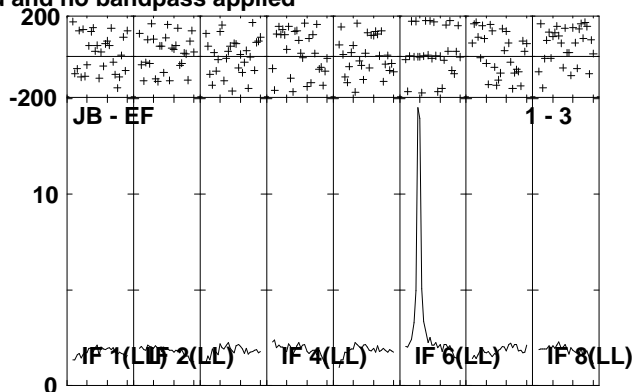 and no bandpass applied
200
-200
JB - EF 1 - 3
10
IF 1(LL) IF 2(LL) IF 4(LL) IF 6(LL) IF 8(LL)
0